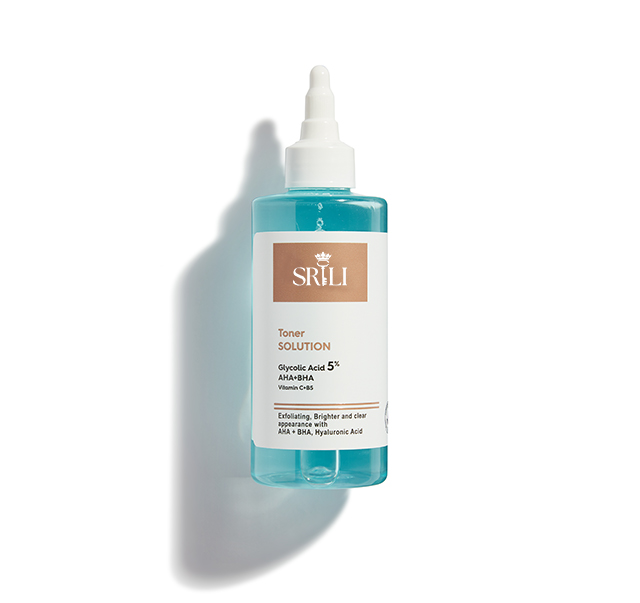 SRILI
Toner
SOLUTION
Glycolic Acid 5%
AHA+BHA
Vitamin C+B5
Exfoliating, Brighter and clear
appearance with
AHA + BHA, Hyaluronic Acid